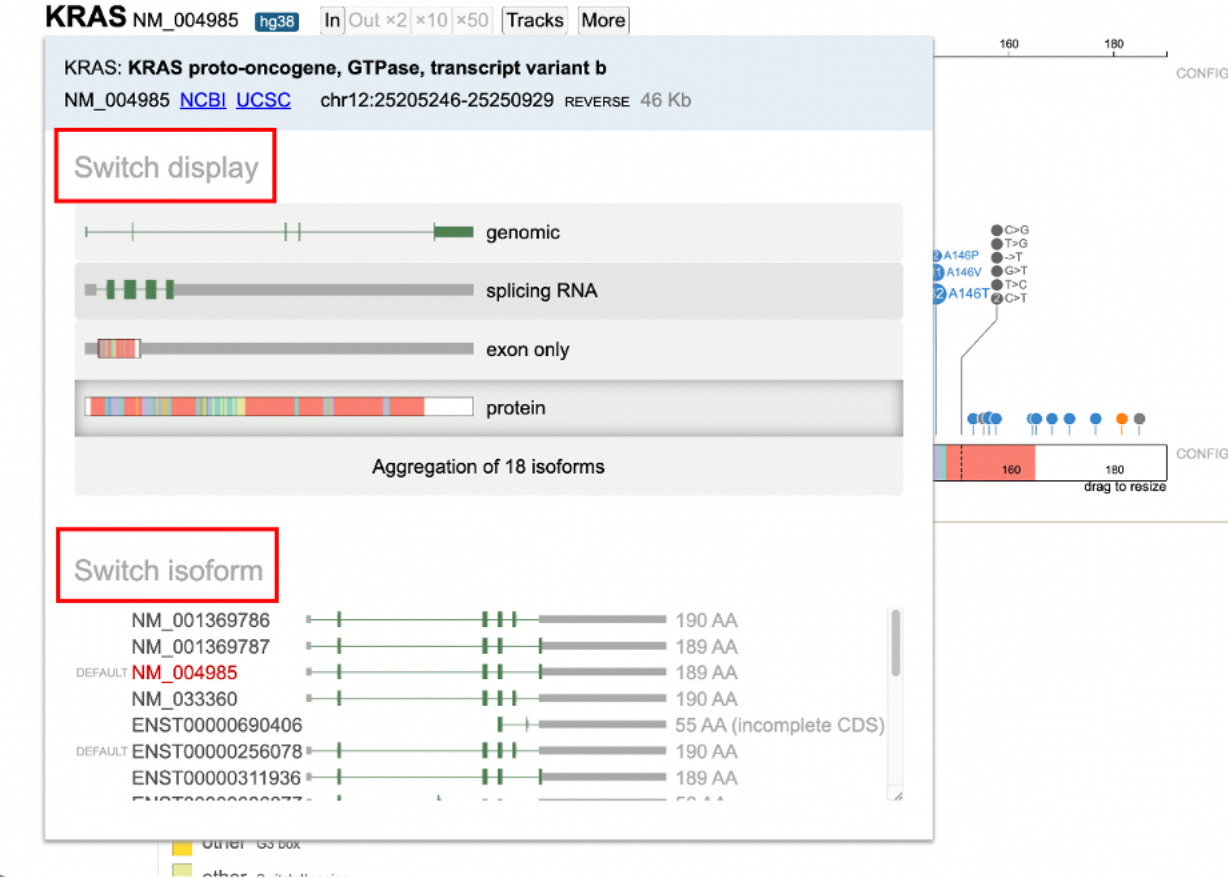 KRAS NM_004985 hg38 In Out ×2 ×10 ×50 Tracks More
160 180
CONFIG
KRAS: KRAS proto-oncogene, GTPase, transcript variant b
NM_004985 NCBI UCSC chr12:25205246-25250929 REVERSE 46 Kb
Switch display
genomic
splicing RNA
exon only
protein
Aggregation of 18 isoforms
Switch isoform
NM_001369786 190 AA
NM_001369787 189 AA
DEFAULT NM_004985 189 AA
NM_033360 190 AA
ENST00000690406 55 AA (incomplete CDS)
DEFAULT ENST00000256078 190 AA
ENST00000311936 189 AA
C>G
T>G
A146P ->T
A146V G>T
T>C
2 A146T 2 C>T
CONFIG
160 180
drag to resize
other G3 box
other